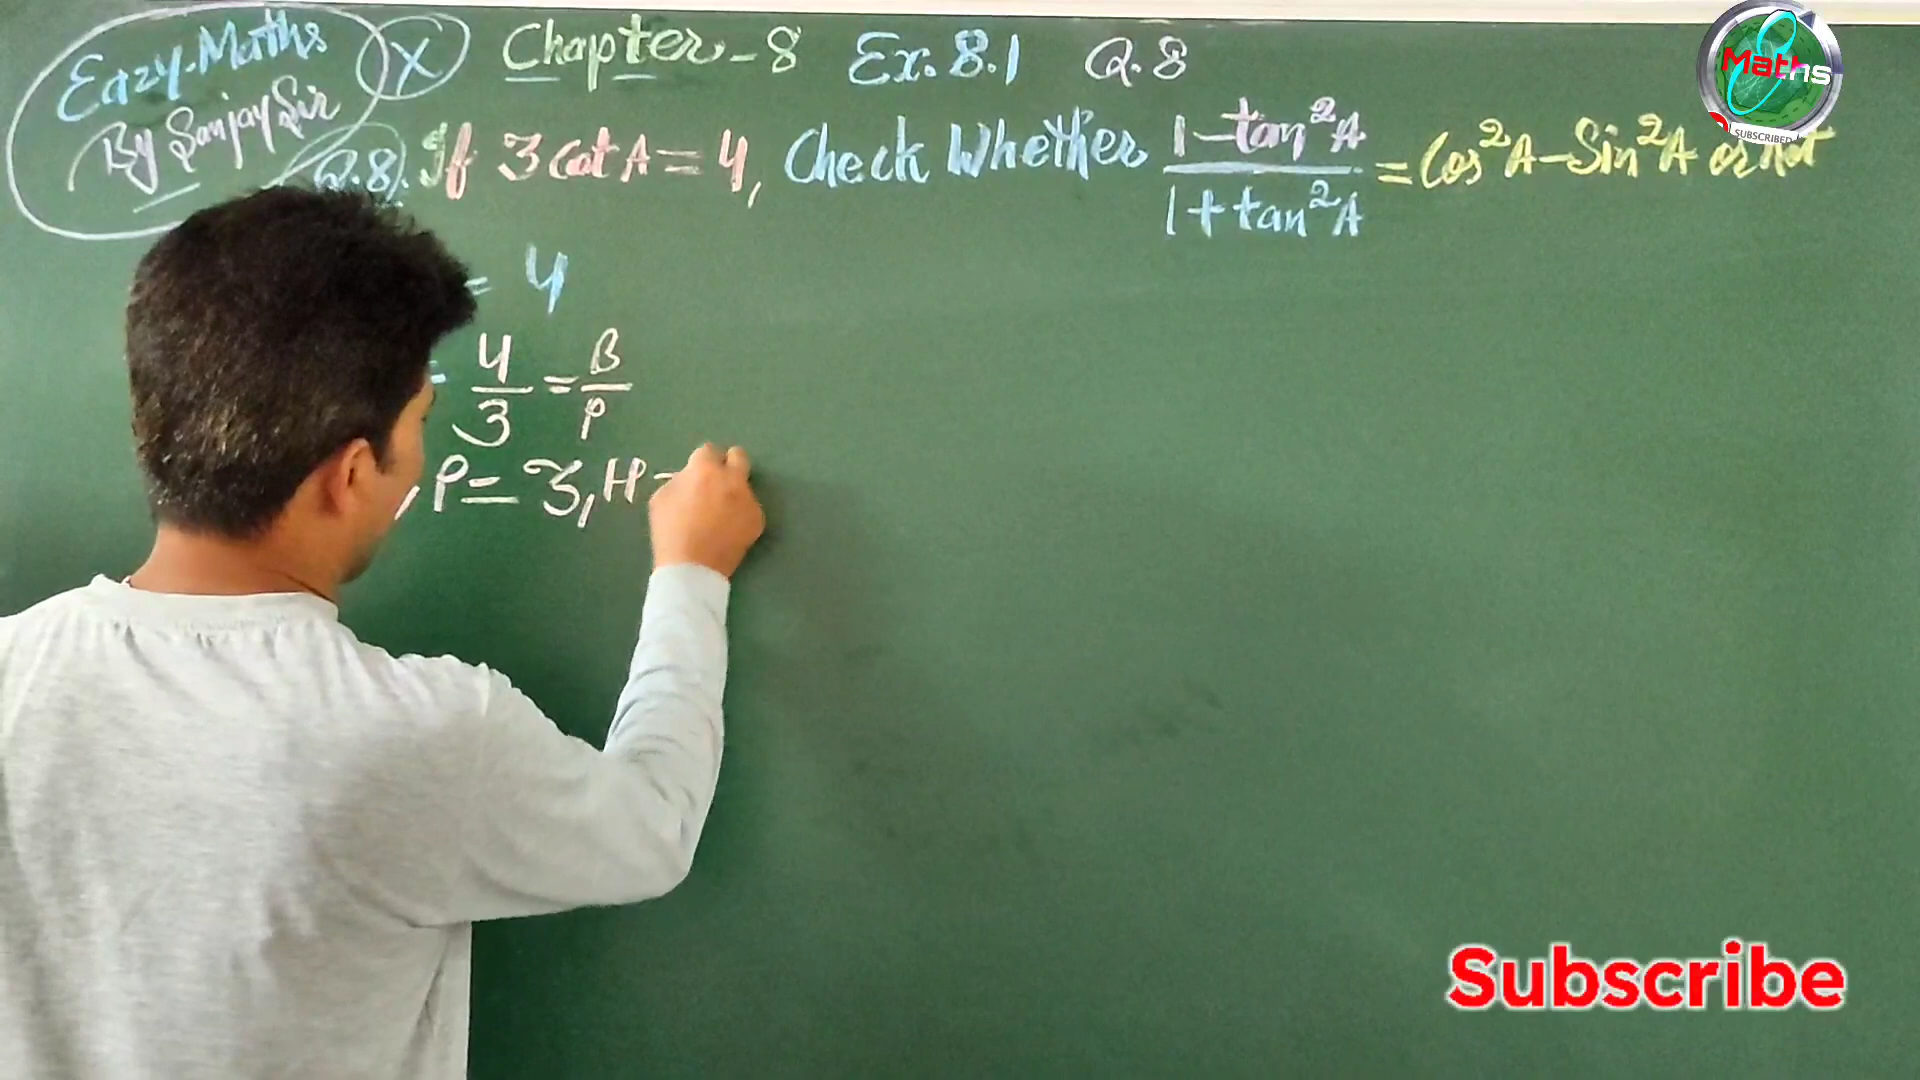 Eazy-Maths
By Sanjay Sir
X Chapter-8 Ex. 8.1 Q.8
Q.8). If 3 cot A = 4, Check Whether 1-tan²A / 1+tan²A = Cos²A-Sin²A or not
= 4
= 4/3 = B/P
, P = 3, H =
Maths
SUBSCRIBED
Subscribe